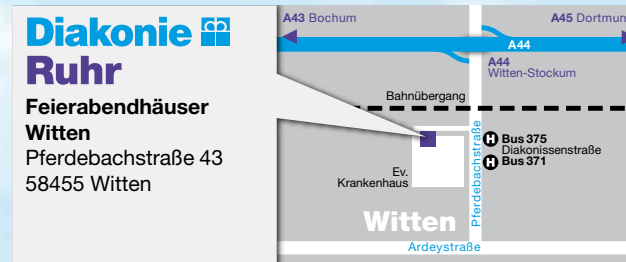 Diakonie
Ruhr
Feierabendhäuser
Witten
Pferdebachstraße 43
58455 Witten
A43 Bochum
A45 Dortmun
A44
A44
Witten-Stockum
Bahnübergang
Pferdebachstraße
H Bus 375
Diakonissenstraße
H Bus 371
Ev.
Krankenhaus
Witten
Ardeystraße